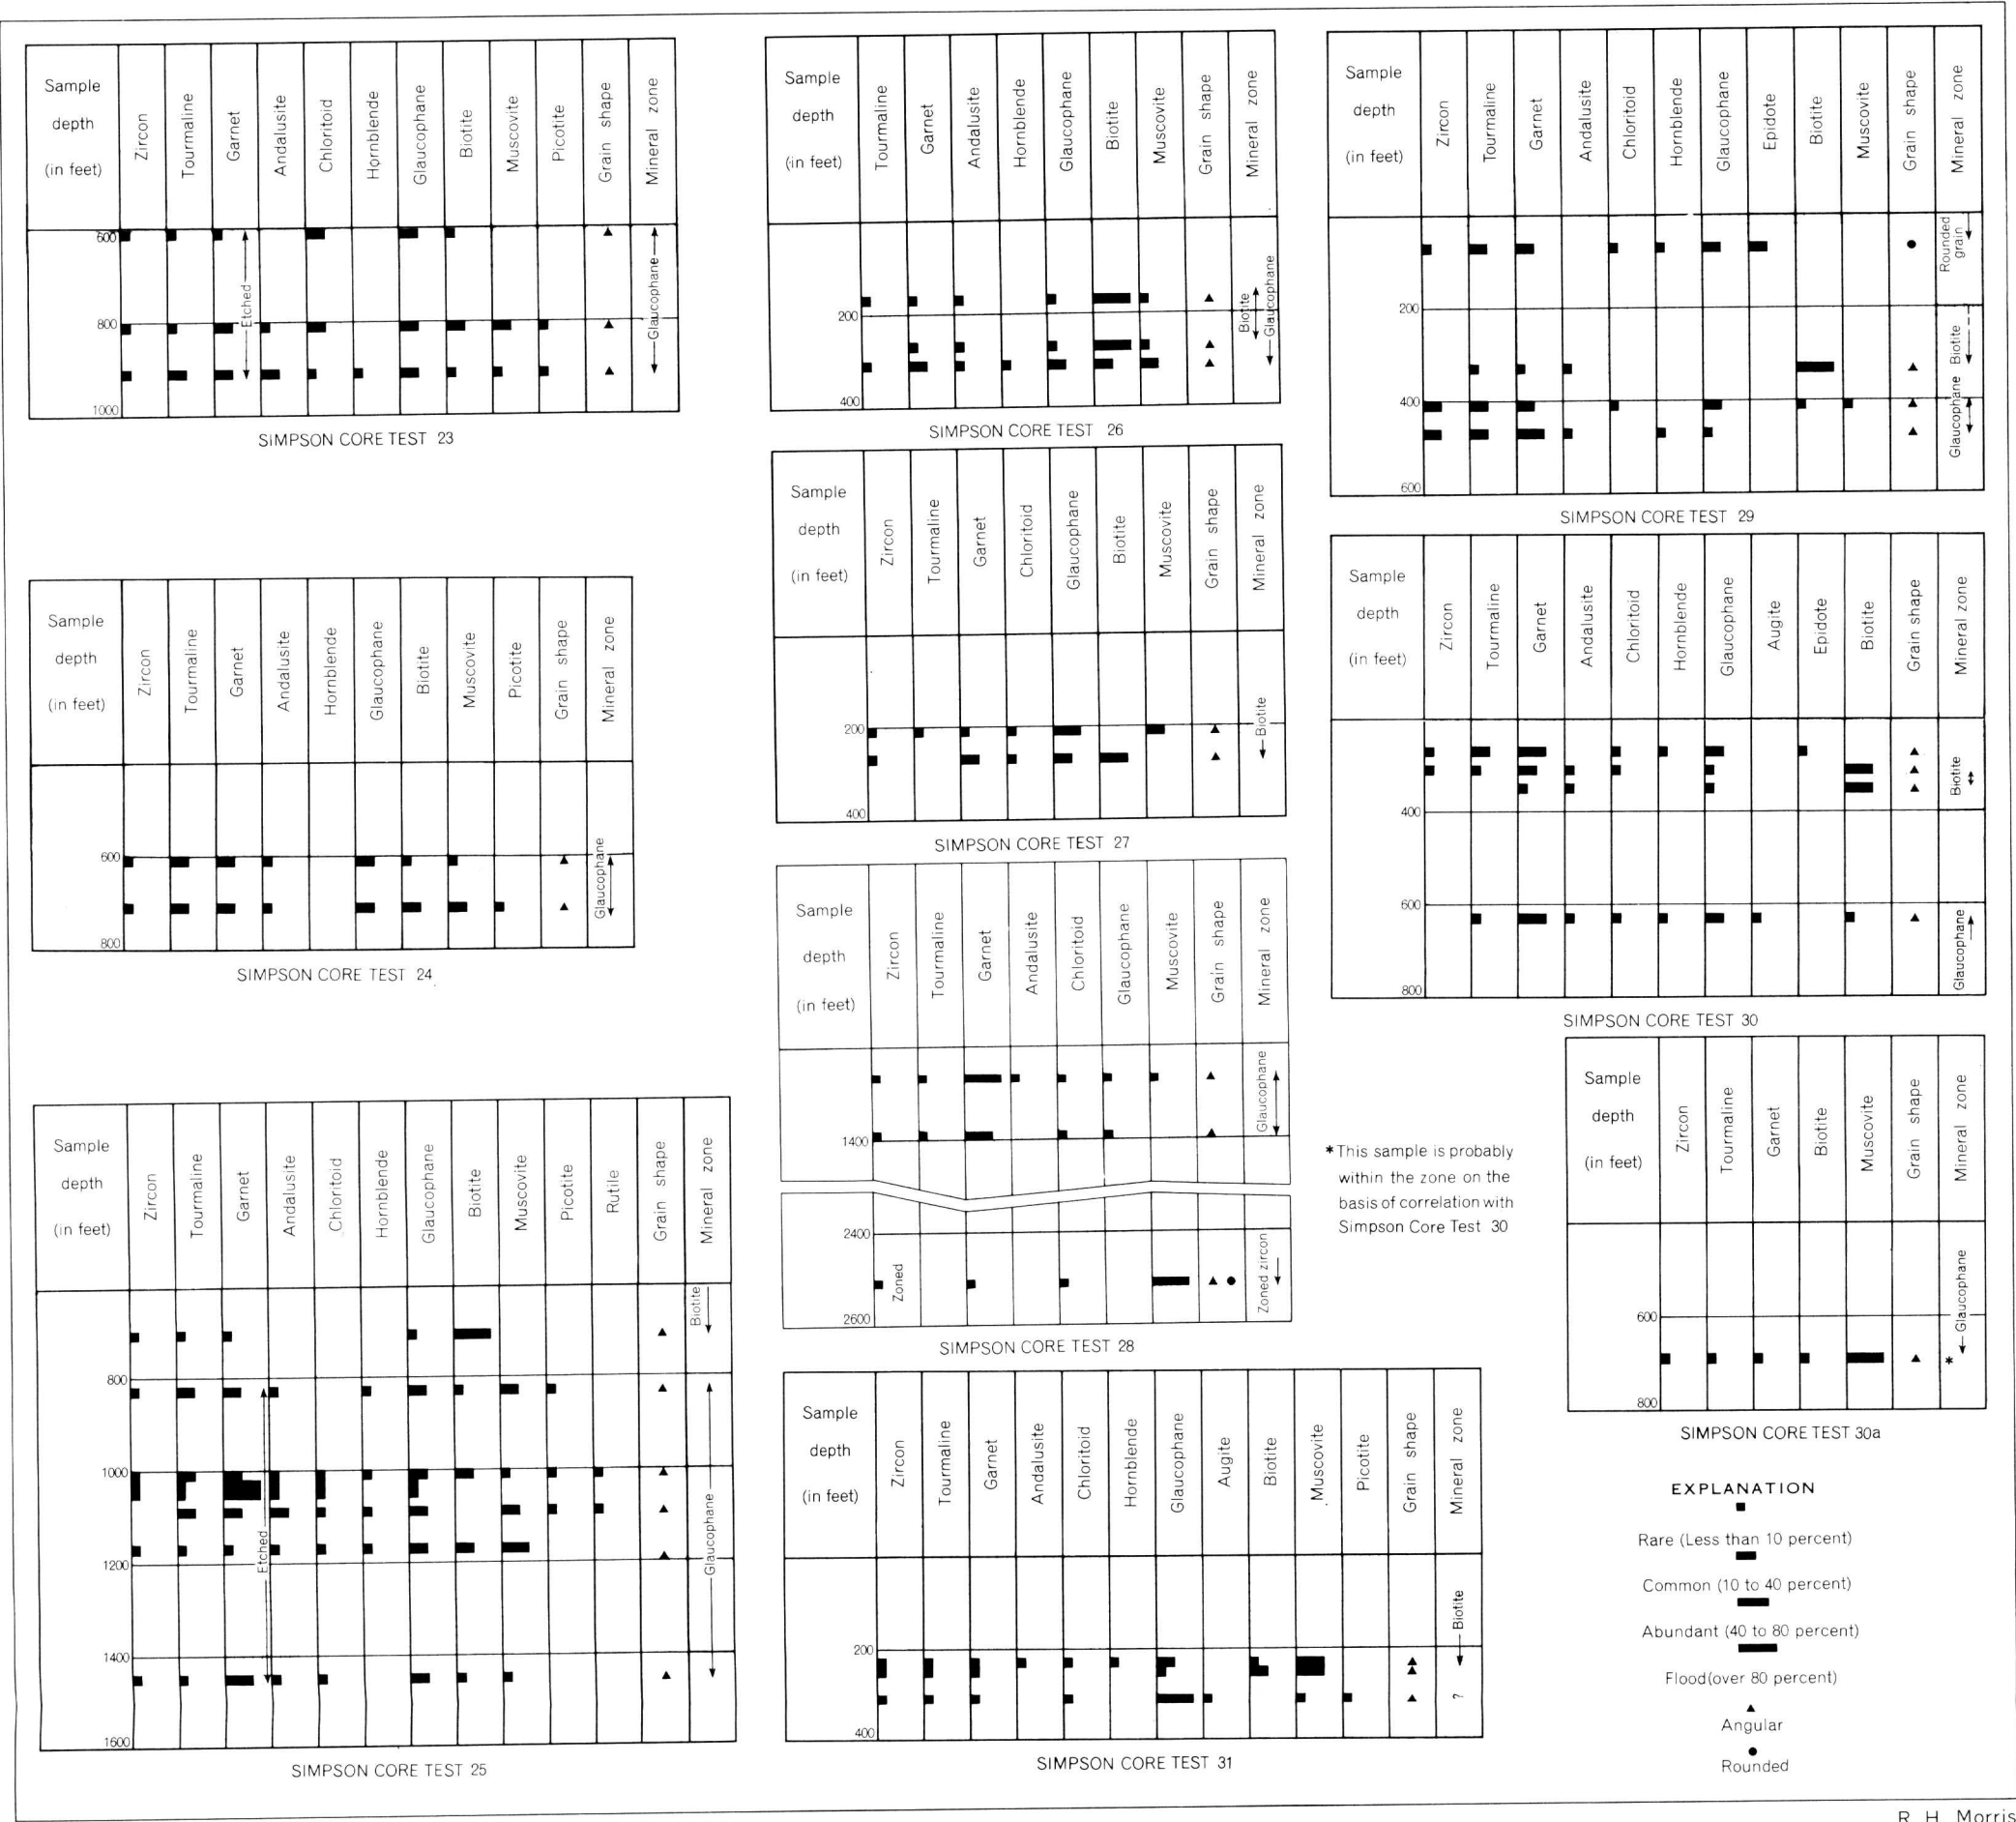 Sample
depth
(in feet)
Zircon
Tourmaline
Garnet
Andalusite
Chloritoid
Hornblende
Glaucophane
Biotite
Muscovite
Picotite
Grain shape
Mineral zone
600
800
1000
Etched
Glaucophane
SIMPSON CORE TEST 23
Sample
depth
(in feet)
Zircon
Tourmaline
Garnet
Andalusite
Hornblende
Glaucophane
Biotite
Muscovite
Picotite
Grain shape
Mineral zone
600
800
Glaucophane
SIMPSON CORE TEST 24
Sample
depth
(in feet)
Zircon
Tourmaline
Garnet
Andalusite
Chloritoid
Hornblende
Glaucophane
Biotite
Muscovite
Picotite
Rutile
Grain shape
Mineral zone
800
1000
1200
1400
1600
Etched
Biotite
Glaucophane
SIMPSON CORE TEST 25
Sample
depth
(in feet)
Tourmaline
Garnet
Andalusite
Hornblende
Glaucophane
Biotite
Muscovite
Grain shape
Mineral zone
200
400
Biotite
Glaucophane
SIMPSON CORE TEST 26
Sample
depth
(in feet)
Zircon
Tourmaline
Garnet
Chloritoid
Glaucophane
Biotite
Muscovite
Grain shape
Mineral zone
200
400
Biotite
SIMPSON CORE TEST 27
Sample
depth
(in feet)
Zircon
Tourmaline
Garnet
Andalusite
Chloritoid
Glaucophane
Muscovite
Grain shape
Mineral zone
1400
2400
2600
Zoned
Glaucophane
Zoned zircon
SIMPSON CORE TEST 28
Sample
depth
(in feet)
Zircon
Tourmaline
Garnet
Andalusite
Chloritoid
Hornblende
Glaucophane
Augite
Biotite
Muscovite
Picotite
Grain shape
Mineral zone
200
400
Biotite
?
SIMPSON CORE TEST 31
Sample
depth
(in feet)
Zircon
Tourmaline
Garnet
Andalusite
Chloritoid
Hornblende
Glaucophane
Epidote
Biotite
Muscovite
Grain shape
Mineral zone
200
400
600
Rounded
grain
Biotite
Glaucophane
SIMPSON CORE TEST 29
Sample
depth
(in feet)
Zircon
Tourmaline
Garnet
Andalusite
Chloritoid
Hornblende
Glaucophane
Augite
Epidote
Biotite
Grain shape
Mineral zone
400
600
800
Biotite
Glaucophane
SIMPSON CORE TEST 30
*This sample is probably
within the zone on the
basis of correlation with
Simpson Core Test 30
Sample
depth
(in feet)
Zircon
Tourmaline
Garnet
Biotite
Muscovite
Grain shape
Mineral zone
600
800
Glaucophane
*
SIMPSON CORE TEST 30a
EXPLANATION
Rare (Less than 10 percent)
Common (10 to 40 percent)
Abundant (40 to 80 percent)
Flood(over 80 percent)
Angular
Rounded
R. H. Morris